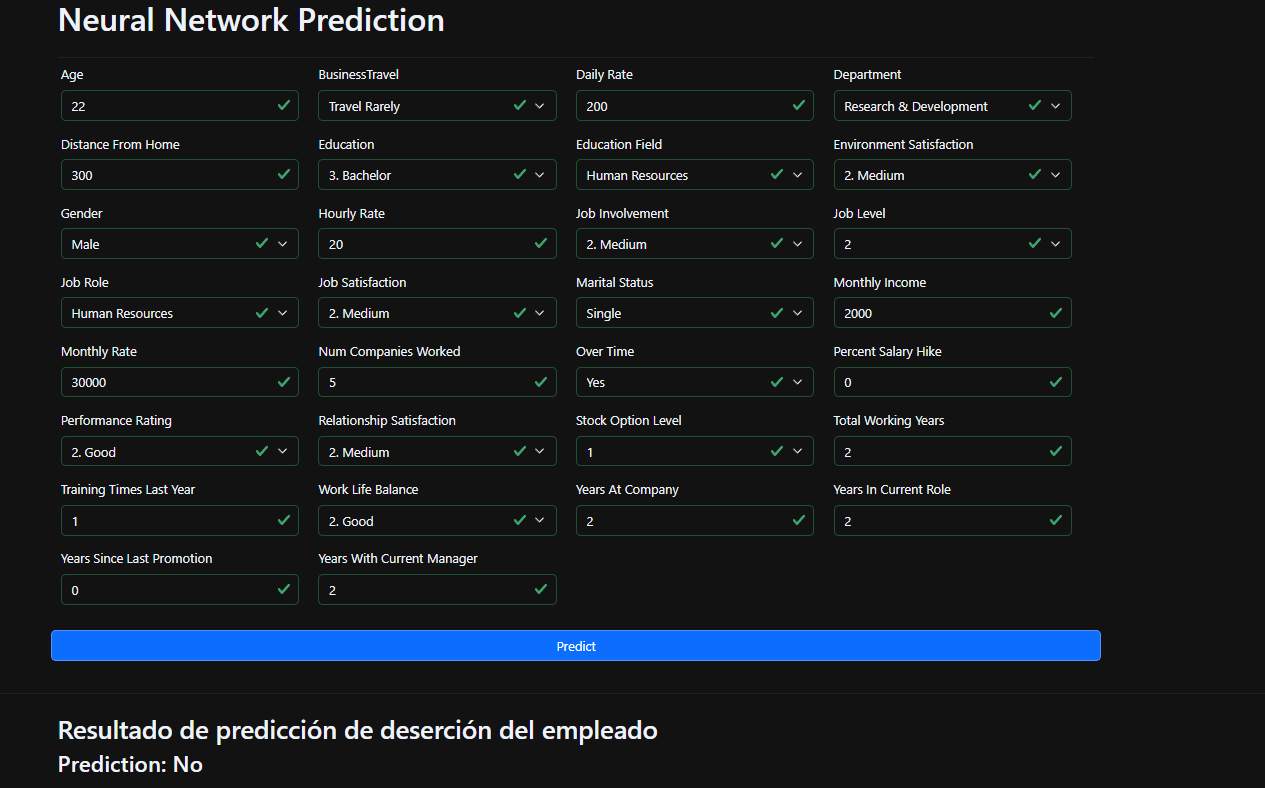 Neural Network Prediction
Age BusinessTravel Daily Rate Department
22 Travel Rarely 200 Research & Development
Distance From Home Education Education Field Environment Satisfaction
300 3. Bachelor Human Resources 2. Medium
Gender Hourly Rate Job Involvement Job Level
Male 20 2. Medium 2
Job Role Job Satisfaction Marital Status Monthly Income
Human Resources 2. Medium Single 2000
Monthly Rate Num Companies Worked Over Time Percent Salary Hike
30000 5 Yes 0
Performance Rating Relationship Satisfaction Stock Option Level Total Working Years
2. Good 2. Medium 1 2
Training Times Last Year Work Life Balance Years At Company Years In Current Role
1 2. Good 2 2
Years Since Last Promotion Years With Current Manager
0 2
Predict
Resultado de predicción de deserción del empleado
Prediction: No